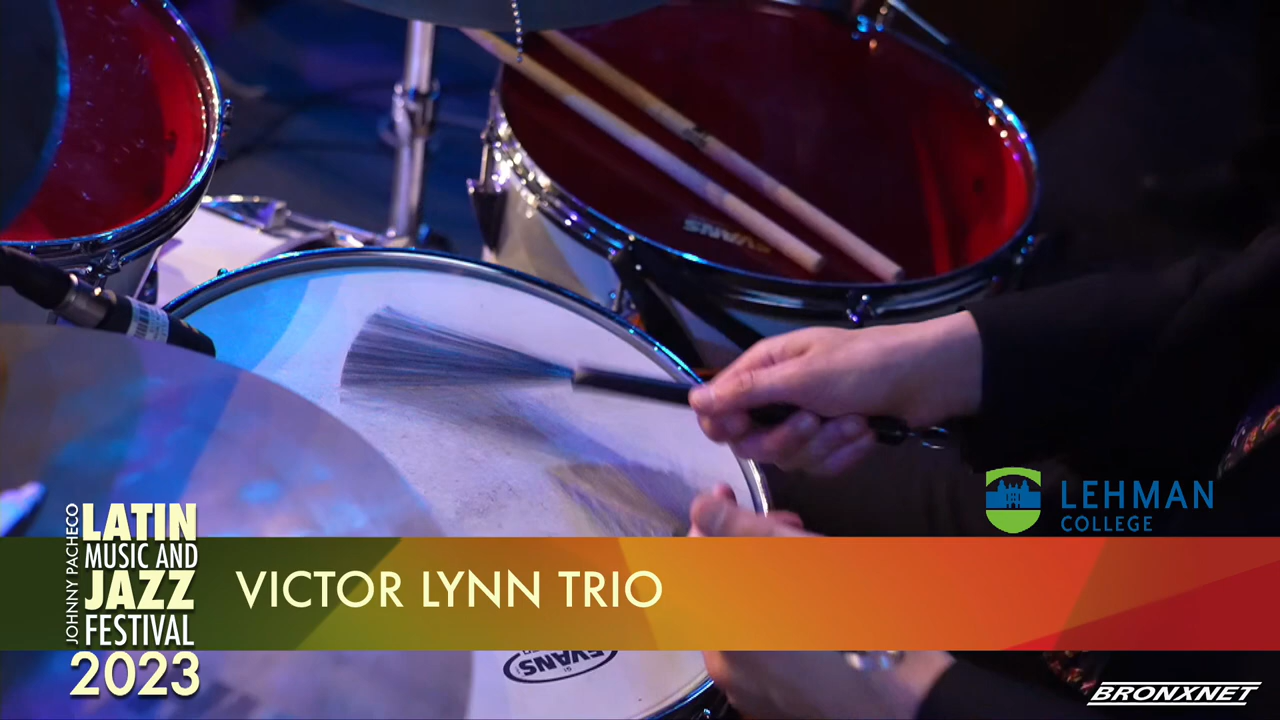 EVANS
LEHMAN
COLLEGE
JOHNNY PACHECO
LATIN
MUSIC AND
JAZZ
FESTIVAL
2023
VICTOR LYNN TRIO
EVANS
BRONXNET